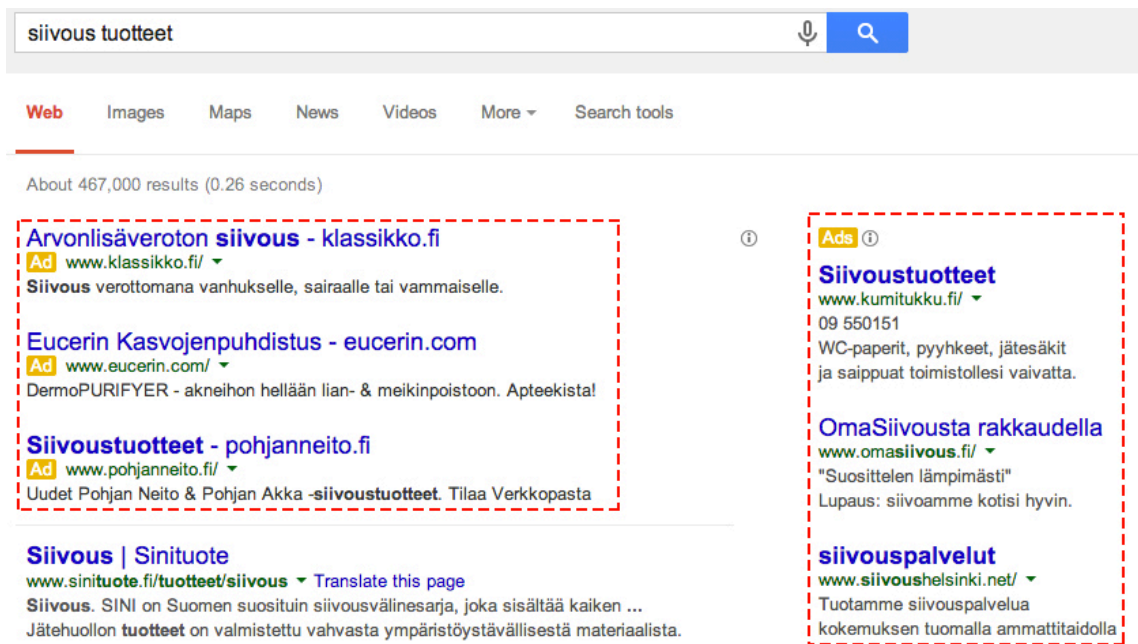 siivous tuotteet
Web Images Maps News Videos More Search tools
About 467,000 results (0.26 seconds)
Arvonlisäveroton siivous - klassikko.fi
Ad www.klassikko.fi/
Siivous verottomana vanhukselle, sairaalle tai vammaiselle.
Eucerin Kasvojenpuhdistus - eucerin.com
Ad www.eucerin.com/
DermoPURIFYER - akneihon hellään lian- & meikinpoistoon. Apteekista!
Siivoustuotteet - pohjanneito.fi
Ad www.pohjanneito.fi/
Uudet Pohjan Neito & Pohjan Akka -siivoustuotteet. Tilaa Verkkopasta
Siivous | Sinituote
www.sinituote.fi/tuotteet/siivous Translate this page
Siivous. SINI on Suomen suosituin siivousvälinesarja, joka sisältää kaiken ...
Jätehuollon tuotteet on valmistettu vahvasta ympäristöystävällisestä materiaalista.
Ads
Siivoustuotteet
www.kumitukku.fi/
09 550151
WC-paperit, pyyhkeet, jätesäkit
ja saippuat toimistollesi vaivatta.
OmaSiivousta rakkaudella
www.omasiivous.fi/
"Suosittelen lämpimästi"
Lupaus: siivoamme kotisi hyvin.
siivouspalvelut
www.siivoushelsinki.net/
Tuotamme siivouspalvelua
kokemuksen tuomalla ammattitaidolla